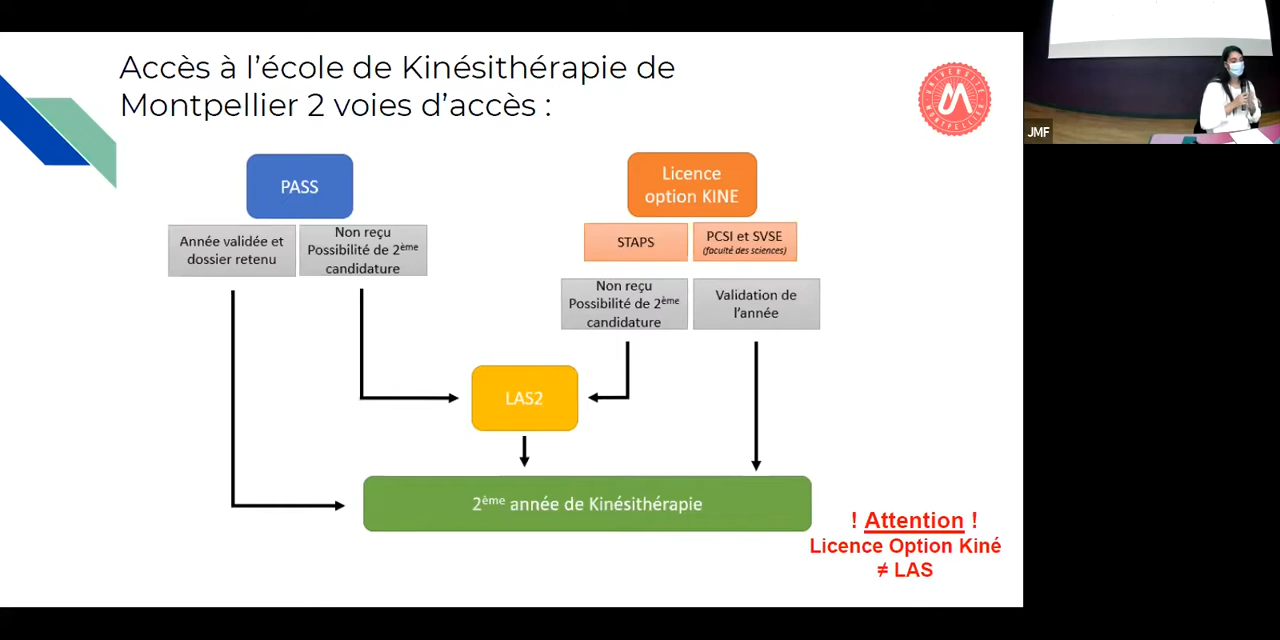 Accès à l'école de Kinésithérapie de
Montpellier 2 voies d'accès :
UNIVERSITÉ
MONTPELLIER
JMF
PASS
Licence
option KINE
Année validée et
dossier retenu
Non reçu
Possibilité de 2ème
candidature
STAPS
PCSI et SVSE
(faculté des sciences)
Non reçu
Possibilité de 2ème
candidature
Validation de
l'année
LAS2
2ème année de Kinésithérapie
! Attention !
Licence Option Kiné
≠ LAS